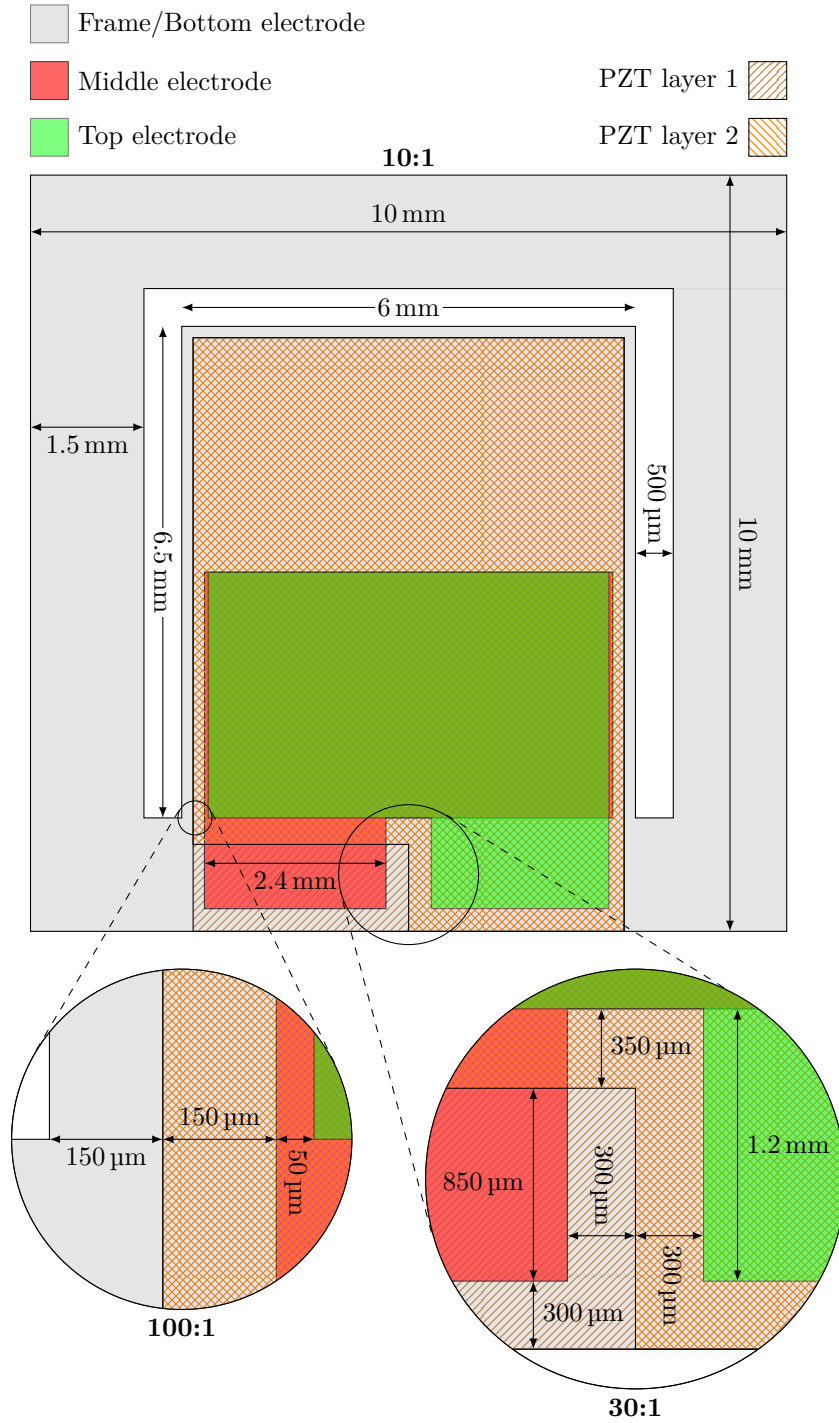 Frame/Bottom electrode
Middle electrode
PZT layer 1
Top electrode
PZT layer 2
10:1
10 mm
6 mm
1.5 mm
500 µm
10 mm
6.5 mm
2.4 mm
350 µm
150 µm
150 µm
50 µm
850 µm
300 µm
1.2 mm
300 µm
300 µm
100:1
30:1